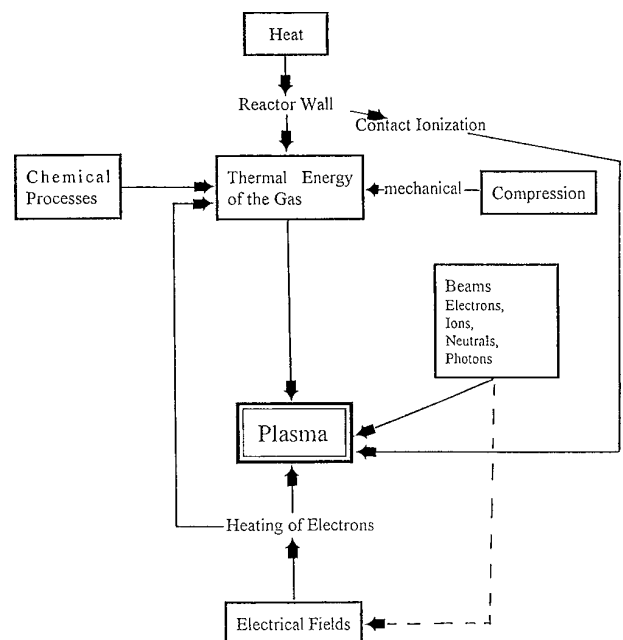 Heat
Reactor Wall
Contact Ionization
Chemical
Processes
Thermal Energy
of the Gas
mechanical
Compression
Beams
Electrons,
Ions,
Neutrals,
Photons
Plasma
Heating of Electrons
Electrical Fields